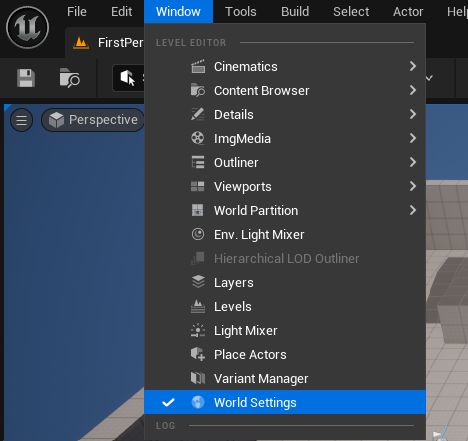 File Edit Window Tools Build Select Actor
FirstPer
LEVEL EDITOR
Perspective
Cinematics
Content Browser
Details
ImgMedia
Outliner
Viewports
World Partition
Env. Light Mixer
Hierarchical LOD Outliner
Layers
Levels
Light Mixer
Place Actors
Variant Manager
World Settings
LOG